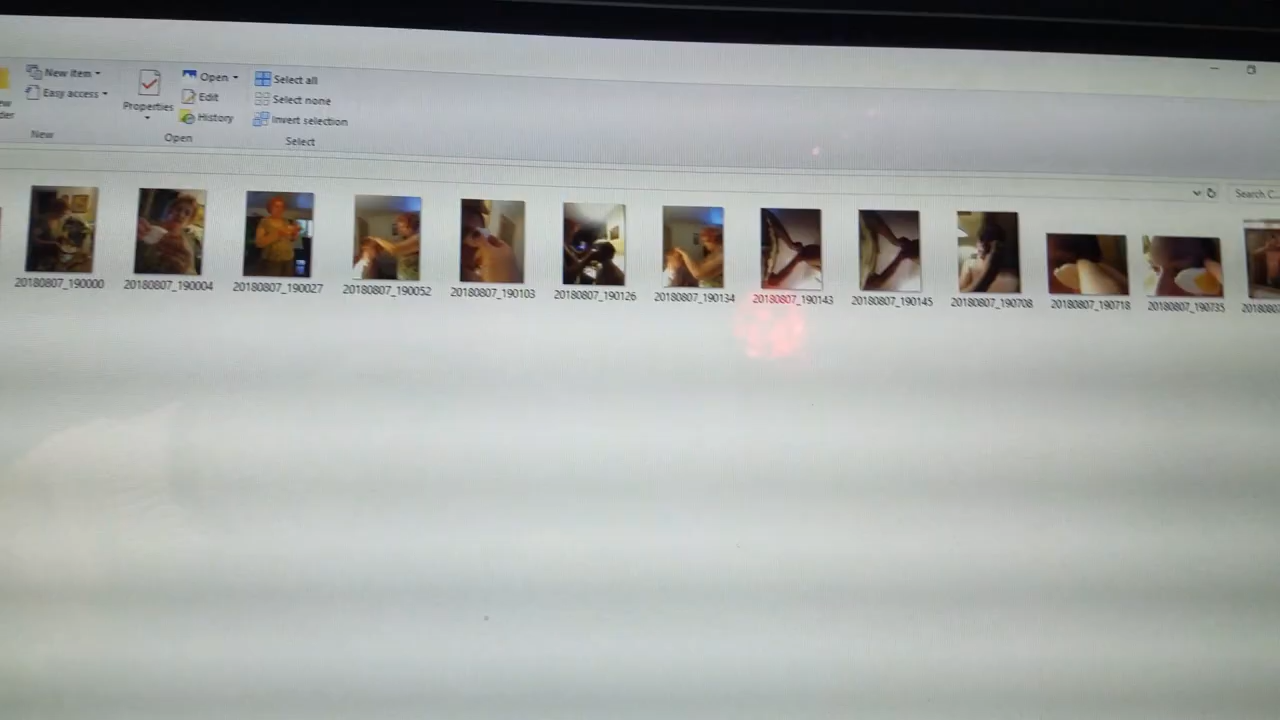 New item
Easy access
New
Properties
Open
Edit
History
Open
Select all
Select none
Invert selection
Select
Search C
20180807_190000
20180807_190004
20180807_190027
20180807_190052
20180807_190103
20180807_190126
20180807_190134
20180807_190143
20180807_190145
20180807_190708
20180807_190718
20180807_190735